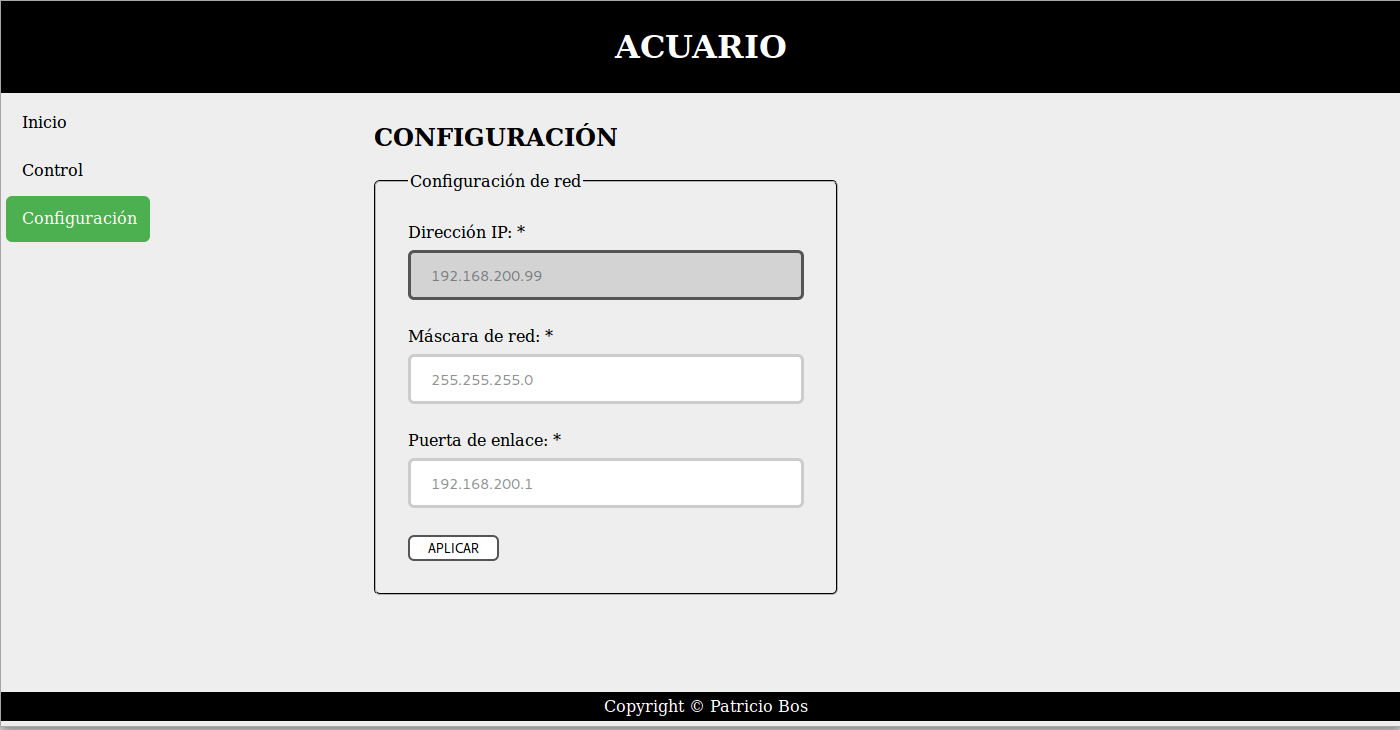 ACUARIO
Inicio
Control
Configuración
CONFIGURACIÓN
Configuración de red
Dirección IP: *
192.168.200.99
Máscara de red: *
255.255.255.0
Puerta de enlace: *
192.168.200.1
APLICAR
Copyright © Patricio Bos